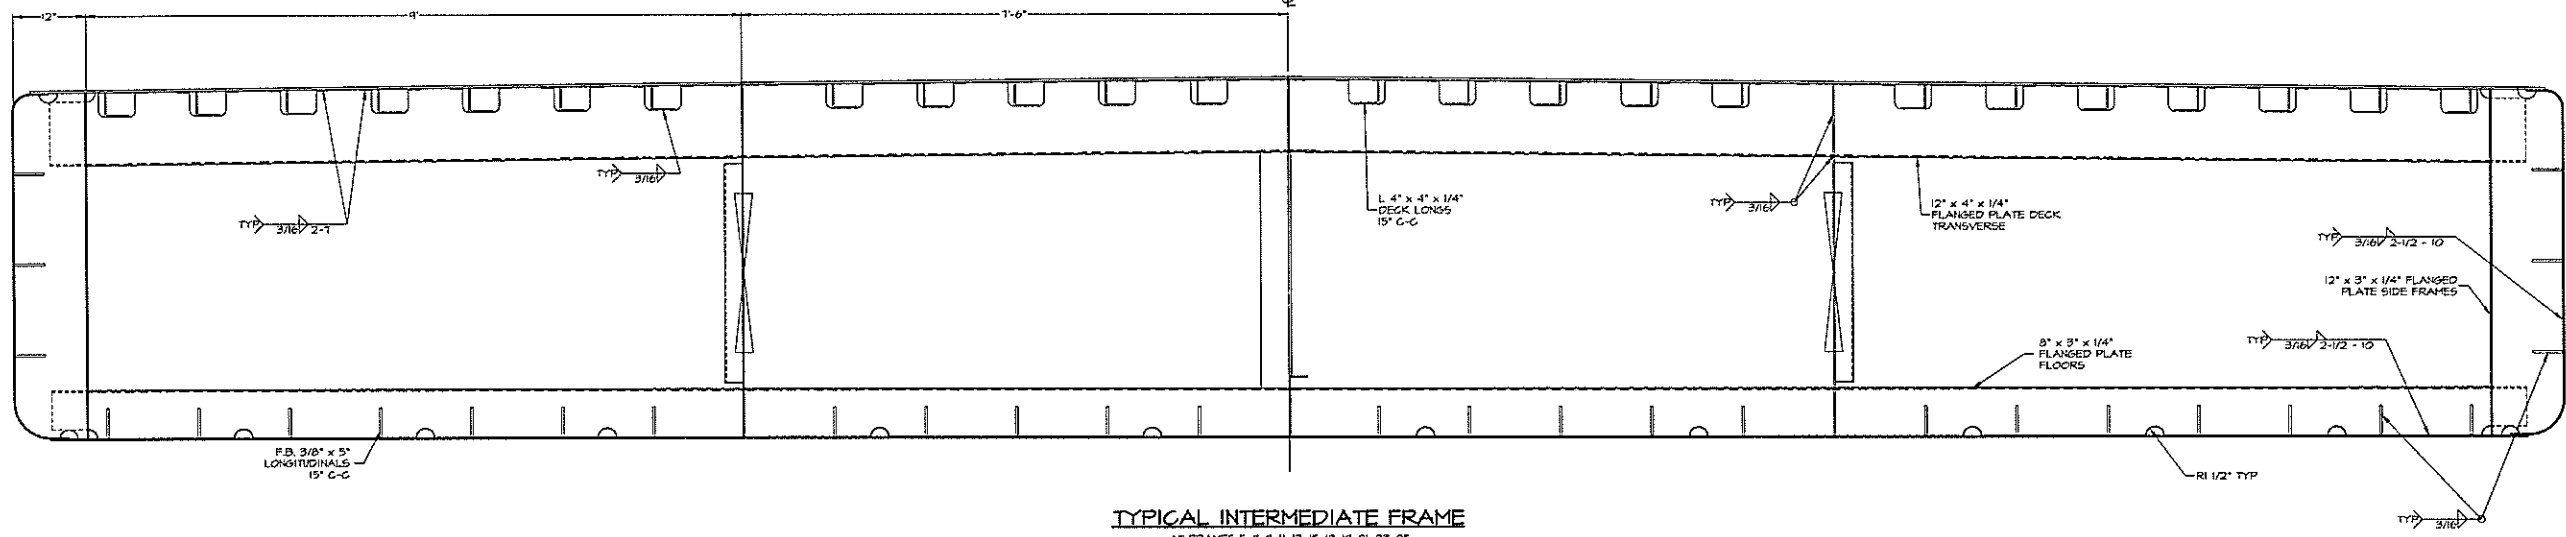 12"
9'
7'-6"
℄
TYP 3/16 2-7
TYP 3/16
L 4" x 4" x 1/4"
DECK LONGS
15" C-C
TYP 3/16
12" x 4" x 1/4"
FLANGED PLATE DECK
TRANSVERSE
TYP 3/16 2-1/2 - 10
12" x 3" x 1/4" FLANGED
PLATE SIDE FRAMES
TYP 3/16 2-1/2 - 10
8" x 3" x 1/4"
FLANGED PLATE
FLOORS
F.B. 3/8" x 5"
LONGITUDINALS
15" C-C
R1 1/2" TYP
TYP 3/16
TYPICAL INTERMEDIATE FRAME